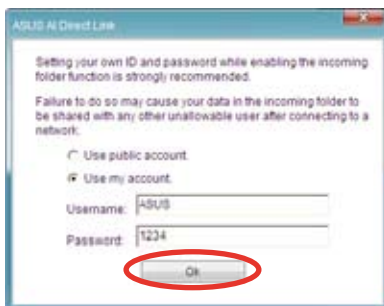 ASUS AI Direct Link
Setting your own ID and password while enabling the incoming
folder function is strongly recommended.
Failure to do so may cause your data in the incoming folder to
be shared with any other unallowable user after connecting to a
network.
Use public account.
Use my account.
Username: ASUS
Password: 1234
Ok